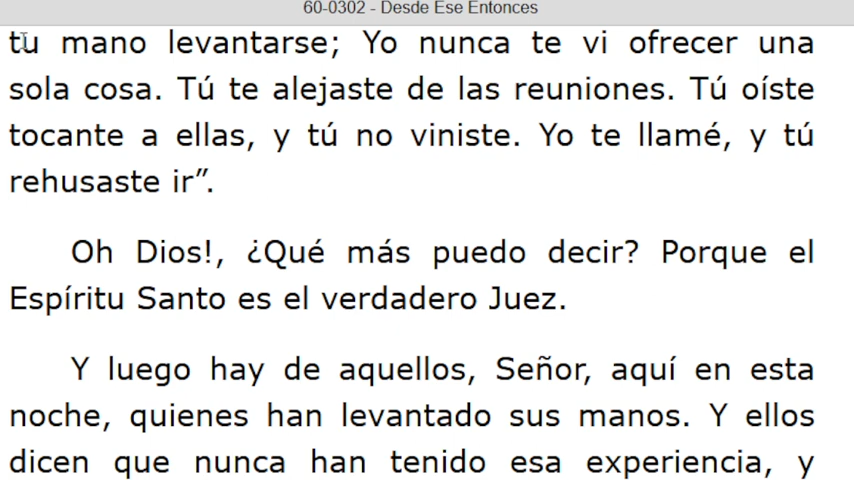 60-0302 - Desde Ese Entonces
tu mano levantarse; Yo nunca te vi ofrecer una
sola cosa. Tú te alejaste de las reuniones. Tú oíste
tocante a ellas, y tú no viniste. Yo te llamé, y tú
rehusaste ir”.
Oh Dios!, ¿Qué más puedo decir? Porque el
Espíritu Santo es el verdadero Juez.
Y luego hay de aquellos, Señor, aquí en esta
noche, quienes han levantado sus manos. Y ellos
dicen que nunca han tenido esa experiencia, y